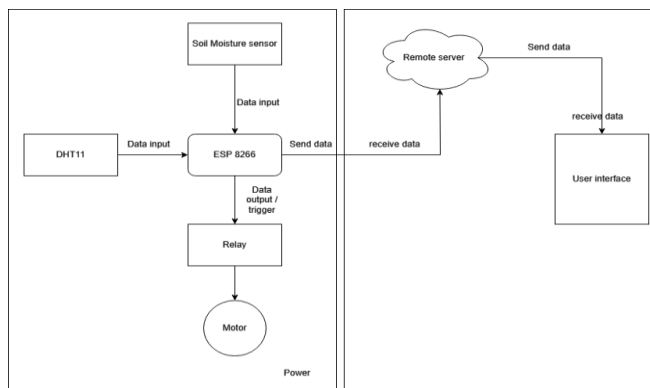 Soil Moisture sensor
Remote server
Send data
Data input
receive data
DHT11
Data input
ESP 8266
Send data
receive data
User interface
Data
output /
trigger
Relay
Motor
Power